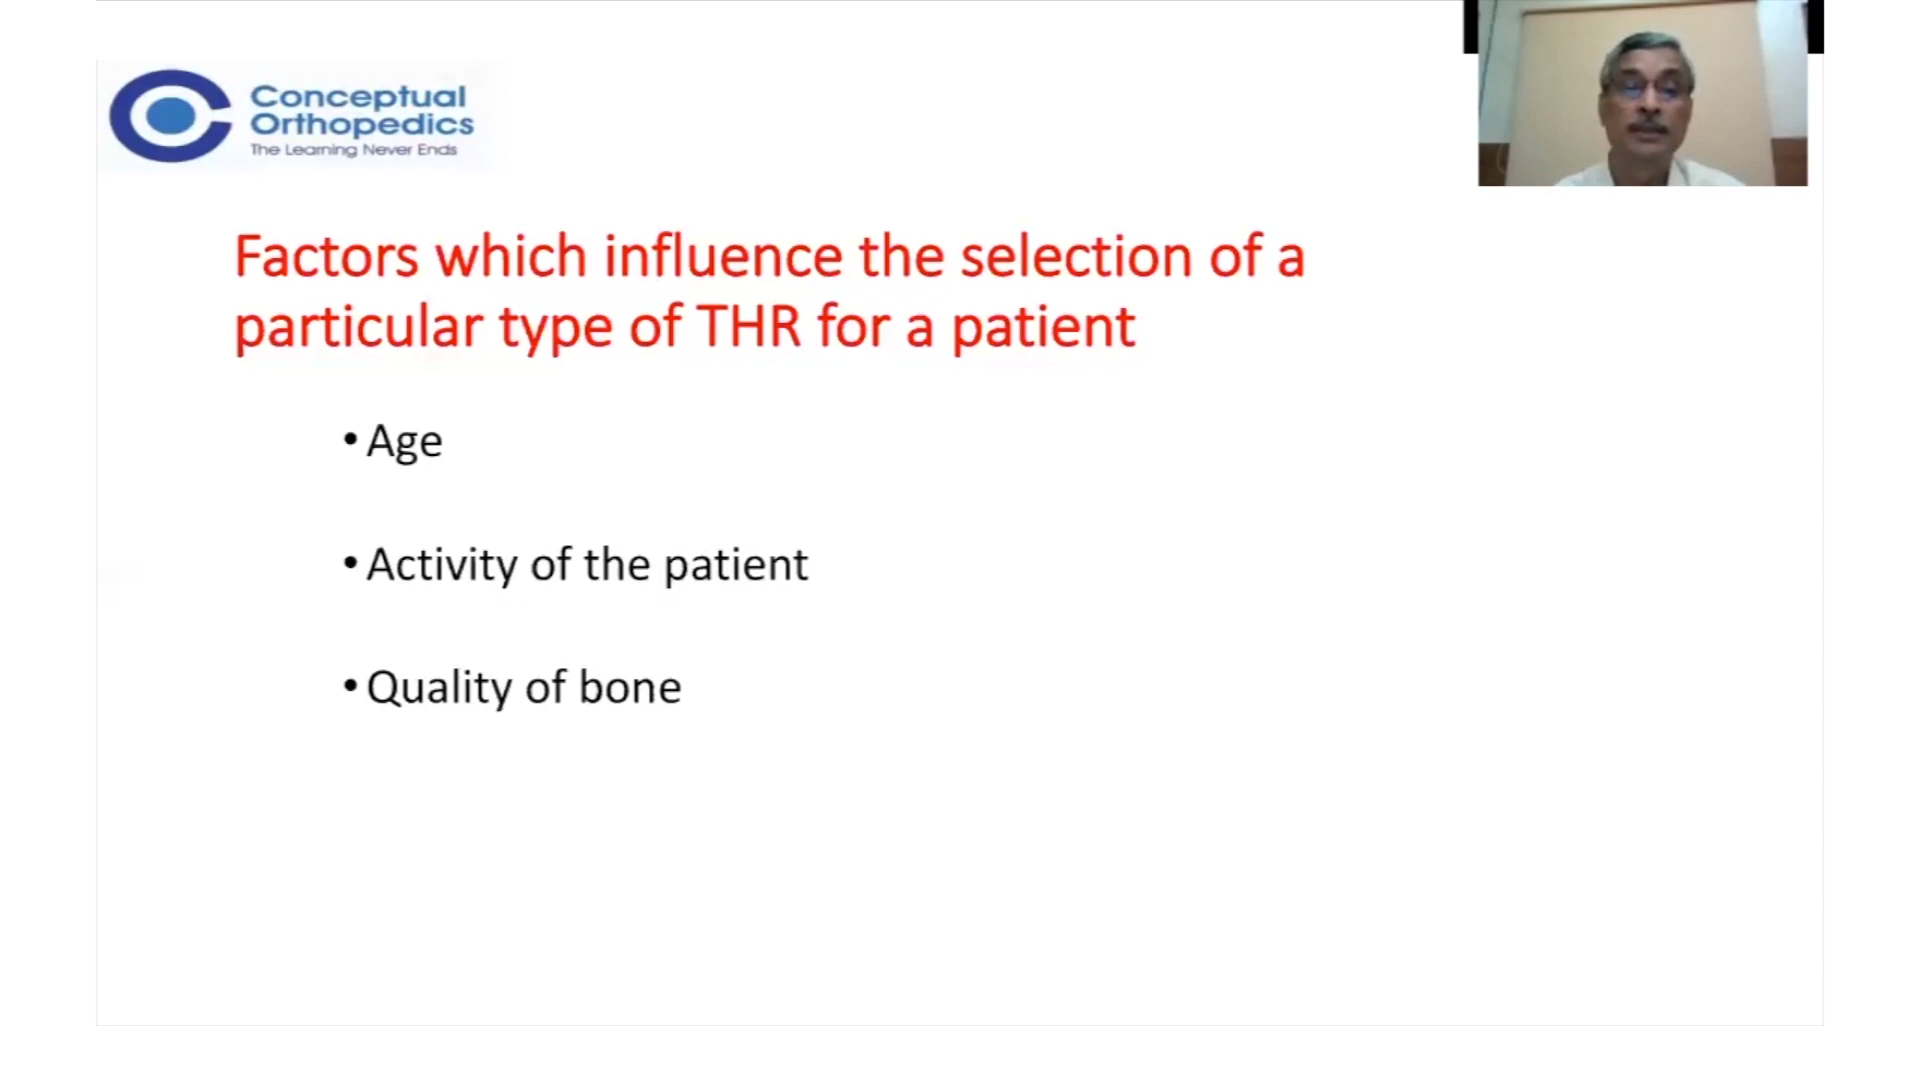 Conceptual
Orthopedics
The Learning Never Ends
Factors which influence the selection of a
particular type of THR for a patient
• Age
• Activity of the patient
• Quality of bone